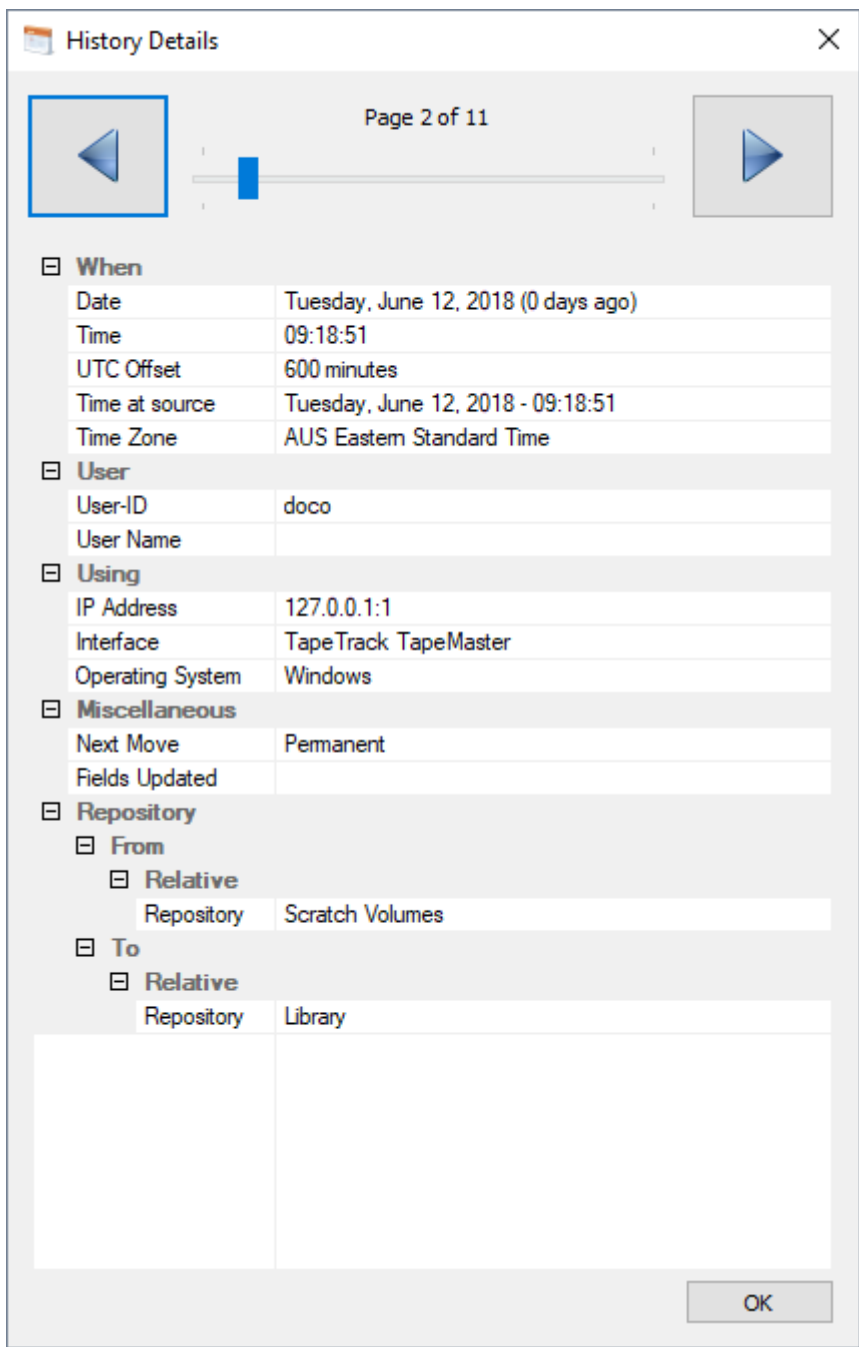 History Details
Page 2 of 11
When
Date Tuesday, June 12, 2018 (0 days ago)
Time 09:18:51
UTC Offset 600 minutes
Time at source Tuesday, June 12, 2018 - 09:18:51
Time Zone AUS Eastern Standard Time
User
User-ID doco
User Name
Using
IP Address 127.0.0.1:1
Interface TapeTrack TapeMaster
Operating System Windows
Miscellaneous
Next Move Permanent
Fields Updated
Repository
From
Relative
Repository Scratch Volumes
To
Relative
Repository Library
OK